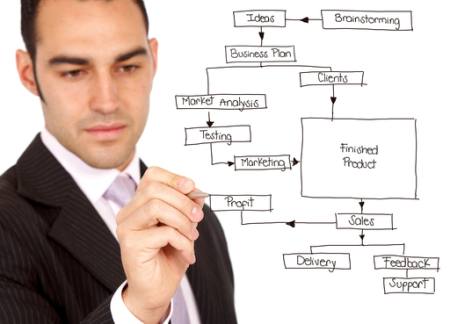 Ideas
Brainstorming
Business Plan
Clients
Market Analysis
Testing
Marketing
Finished
Product
Profit
Sales
Delivery
Feedback
Support